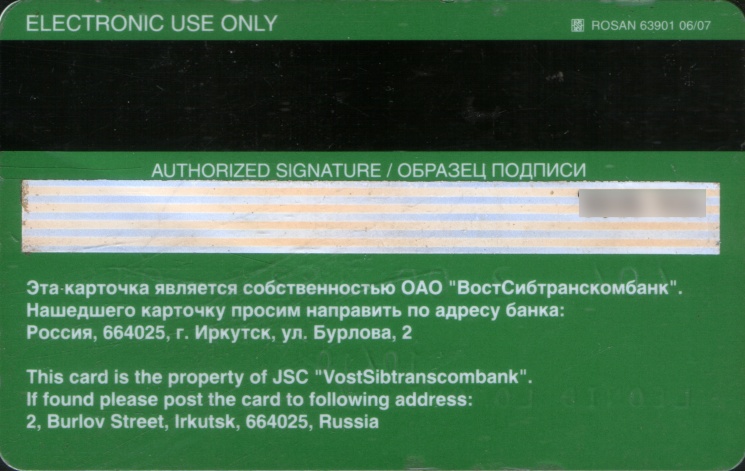 ELECTRONIC USE ONLY
ROSAN 63901 06/07
AUTHORIZED SIGNATURE / ОБРАЗЕЦ ПОДПИСИ
Эта карточка является собственностью ОАО "ВостСибтранскомбанк".
Нашедшего карточку просим направить по адресу банка:
Россия, 664025, г. Иркутск, ул. Бурлова, 2
This card is the property of JSC "VostSibtranscombank".
If found please post the card to following address:
2, Burlov Street, Irkutsk, 664025, Russia